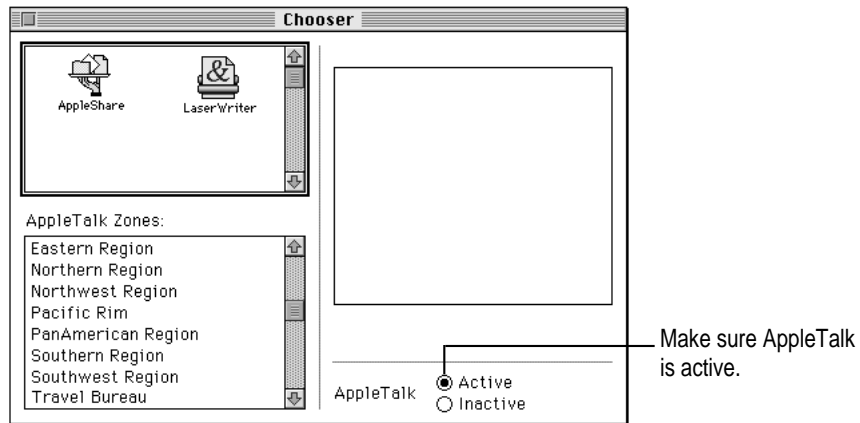 Chooser
AppleShare
LaserWriter
AppleTalk Zones:
Eastern Region
Northern Region
Northwest Region
Pacific Rim
PanAmerican Region
Southern Region
Southwest Region
Travel Bureau
AppleTalk
Active
Inactive
Make sure AppleTalk
is active.